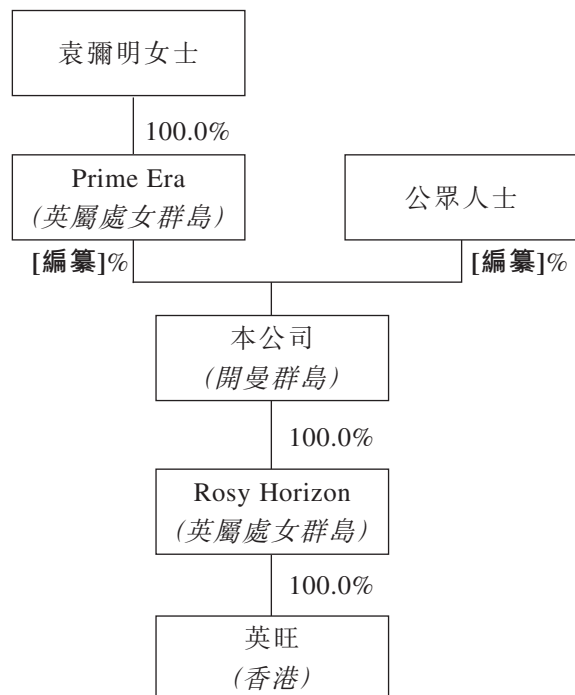 袁彌明女士
100.0%
Prime Era
(英屬處女群島)
公眾人士
[編纂]%
[編纂]%
本公司
(開曼群島)
100.0%
Rosy Horizon
(英屬處女群島)
100.0%
英旺
(香港)